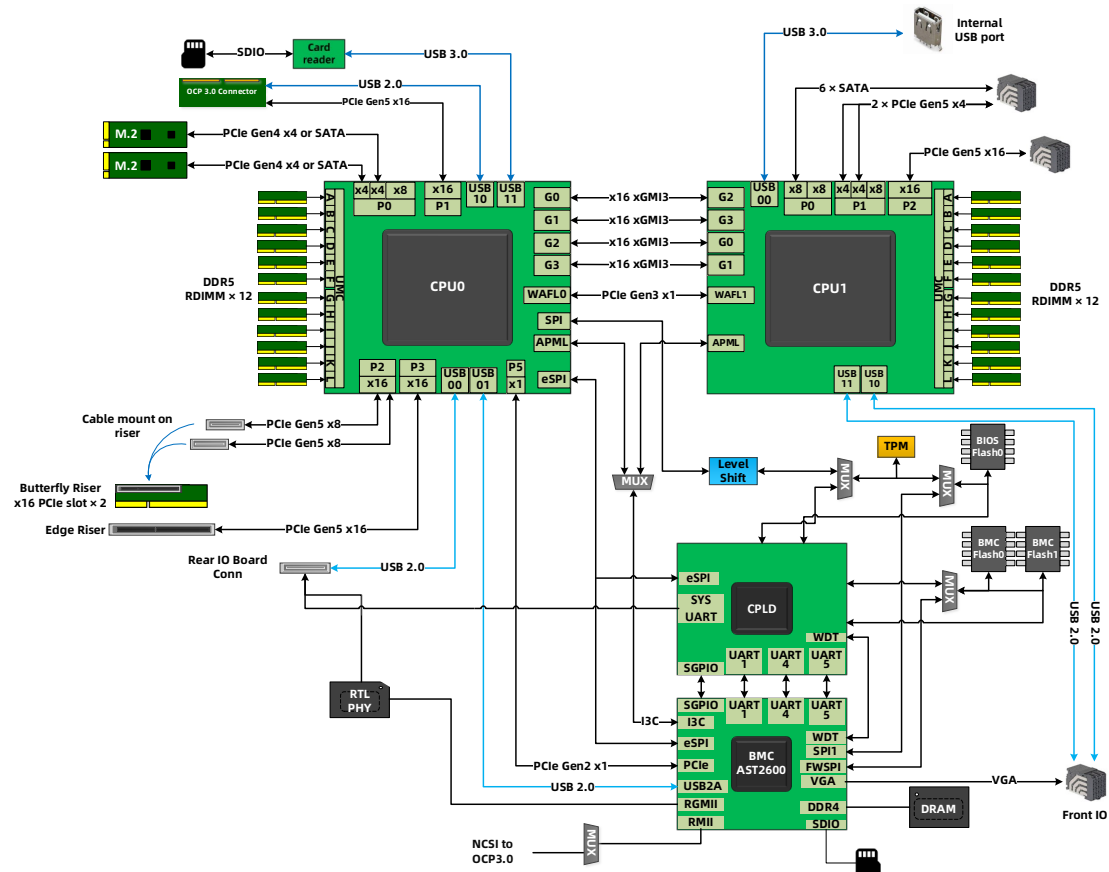 Internal
USB port
USB 3.0
SDIO
Card
reader
USB 3.0
OCP 3.0 Connector
USB 2.0
PCIe Gen5 x16
6 × SATA
2 × PCIe Gen5 x4
M.2
PCIe Gen4 x4 or SATA
M.2
PCIe Gen4 x4 or SATA
PCIe Gen5 x16
x4
x4
x8
P0
x16
P1
USB
10
USB
11
USB
00
x8
x8
P0
x4
x4
x8
P1
x16
P2
A
B
C
D
E
F
G
H
I
J
K
L
UMC
DDR5
RDIMM × 12
CPU0
G0
G1
G2
G3
WAFL0
SPI
APML
eSPI
x16 xGMI3
x16 xGMI3
x16 xGMI3
x16 xGMI3
PCIe Gen3 x1
G2
G3
G0
G1
WAFL1
APML
CPU1
A
B
C
D
E
F
G
H
I
J
K
L
UMC
DDR5
RDIMM × 12
P2
x16
P3
x16
USB
00
USB
01
P5
x1
USB
11
USB
10
Cable mount on
riser
PCIe Gen5 x8
PCIe Gen5 x8
Butterfly Riser
x16 PCIe slot × 2
Edge Riser
PCIe Gen5 x16
Rear IO Board
Conn
USB 2.0
MUX
Level
Shift
MUX
TPM
MUX
BIOS
Flash0
BMC
Flash0
BMC
Flash1
MUX
eSPI
SYS
UART
CPLD
WDT
SGPIO
UART
1
UART
4
UART
5
USB 2.0
USB 2.0
RTL
PHY
SGPIO
UART
1
UART
4
UART
5
I3C
I3C
eSPI
PCIe Gen2 x1
PCIe
USB 2.0
USB2A
RGMII
RMII
BMC
AST2600
WDT
SPI1
FWSPI
VGA
DDR4
SDIO
VGA
DRAM
Front IO
NCSI to
OCP3.0
MUX